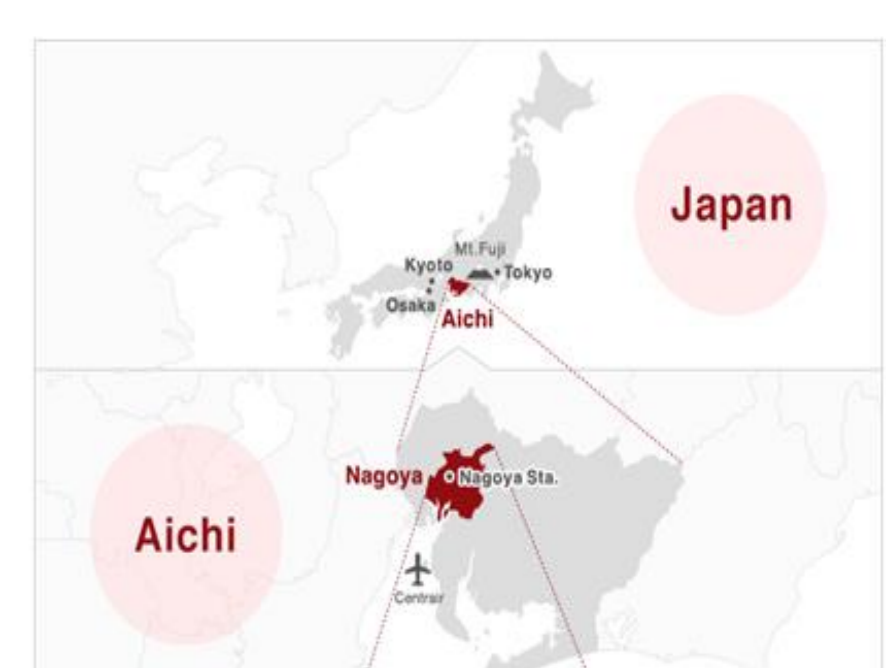 Japan
Mt.Fuji
Kyoto
Tokyo
Osaka
Aichi
Nagoya
Nagoya Sta.
Aichi
Centrair